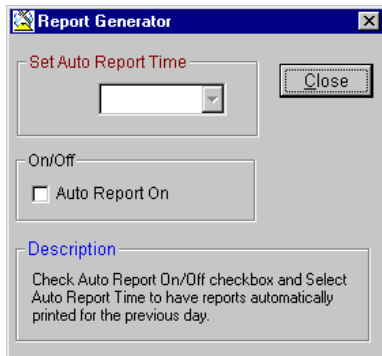 Report Generator
Set Auto Report Time
Close
On/Off
Auto Report On
Description
Check Auto Report On/Off checkbox and Select
Auto Report Time to have reports automatically
printed for the previous day.